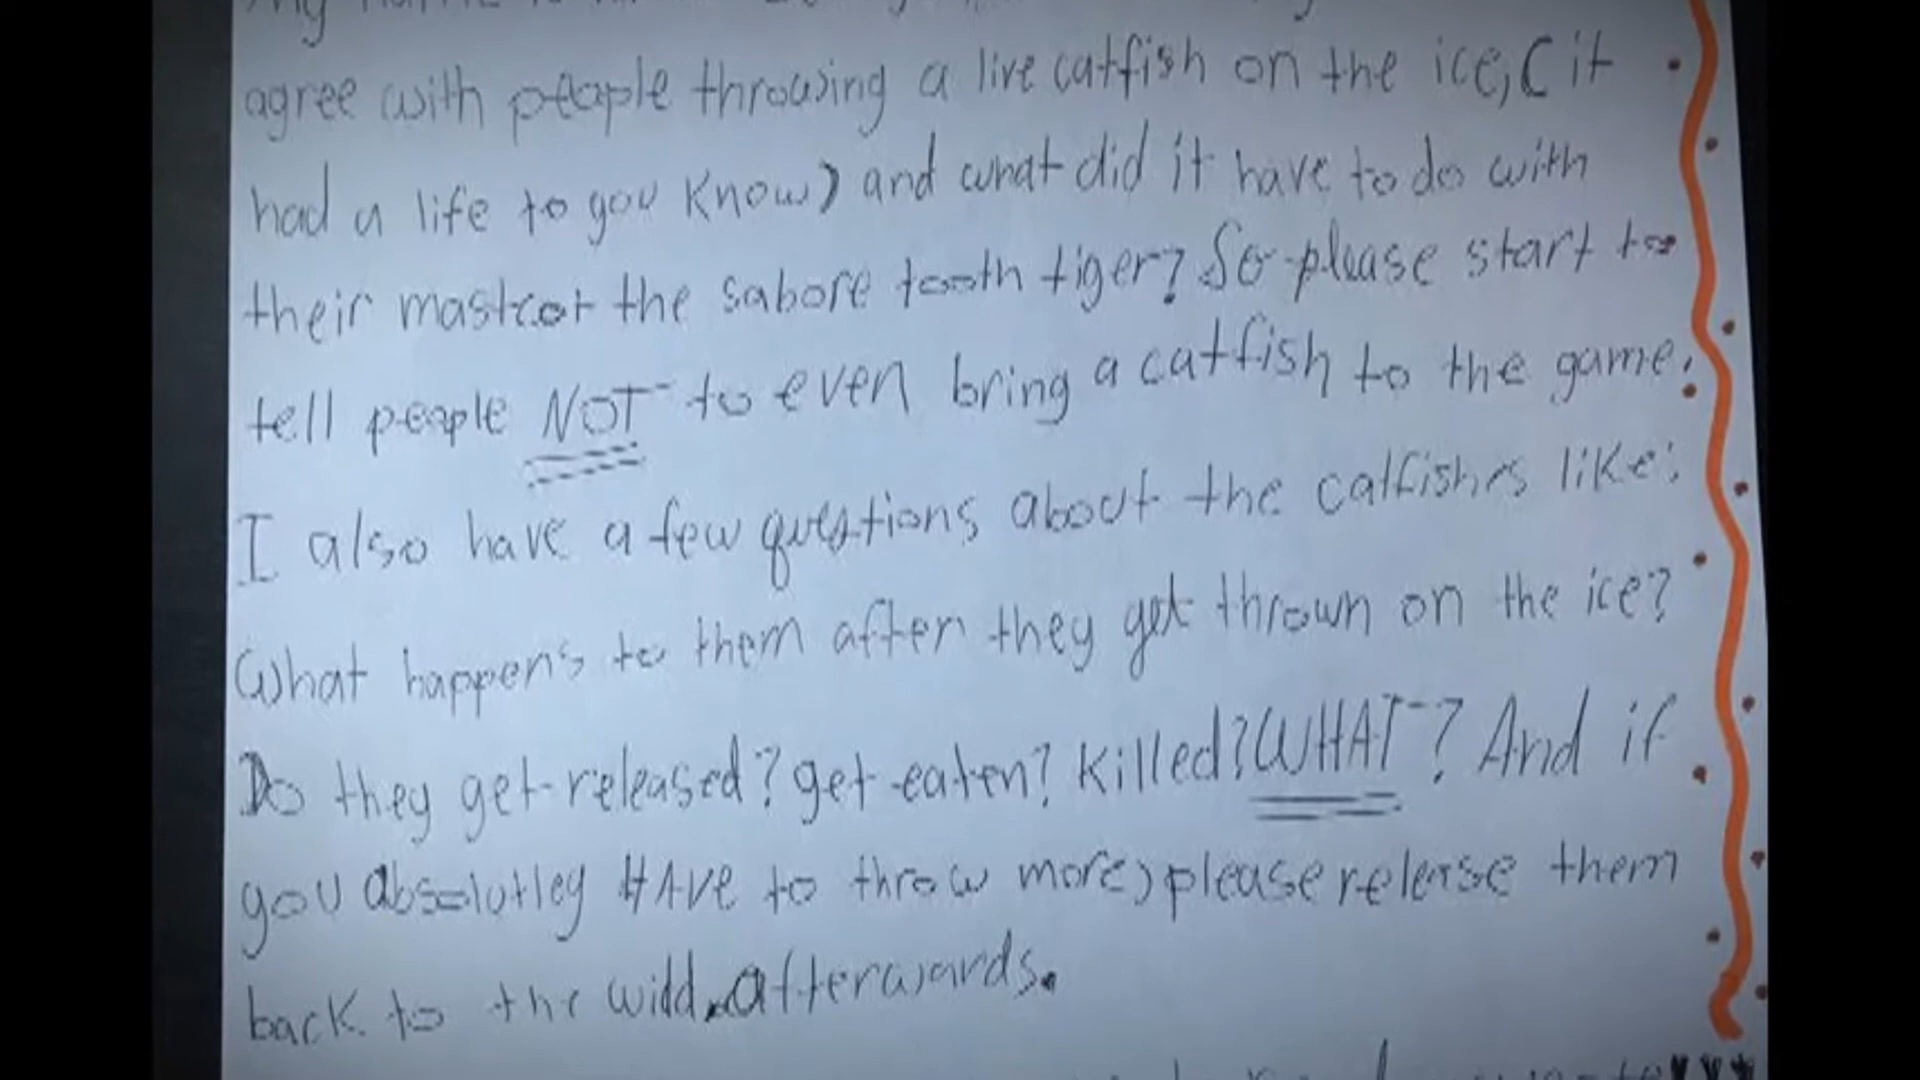 agree with people throwing a live catfish on the ice, (it
had a life to you know) and what did it have to do with
their mascot the sabore tooth tiger? So please start to
tell people NOT to even bring a catfish to the game.
I also have a few questions about the catfishes like:
What happens to them after they get thrown on the ice?
Do they get released? get eaten? killed? WHAT? And if
you absolutley HAVE to throw more, please release them
back to the wild afterwards.